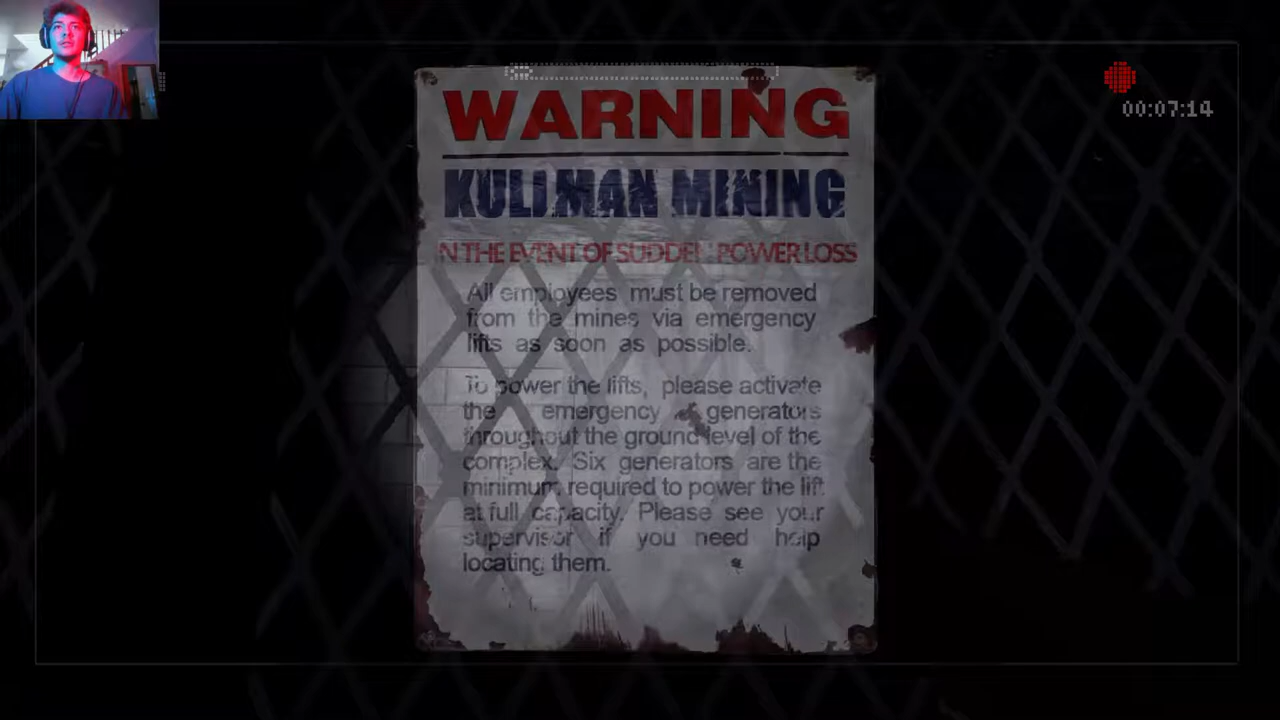 WARNING
00:07:14
KULLMAN MINING
IN THE EVENT OF SUDDEN POWER LOSS
All employees must be removed
from the mines via emergency
lifts as soon as possible.
To power the lifts, please activate
the emergency generators
throughout the ground level of the
complex. Six generators are the
minimum required to power the lift
at full capacity. Please see your
supervisor if you need help
locating them.